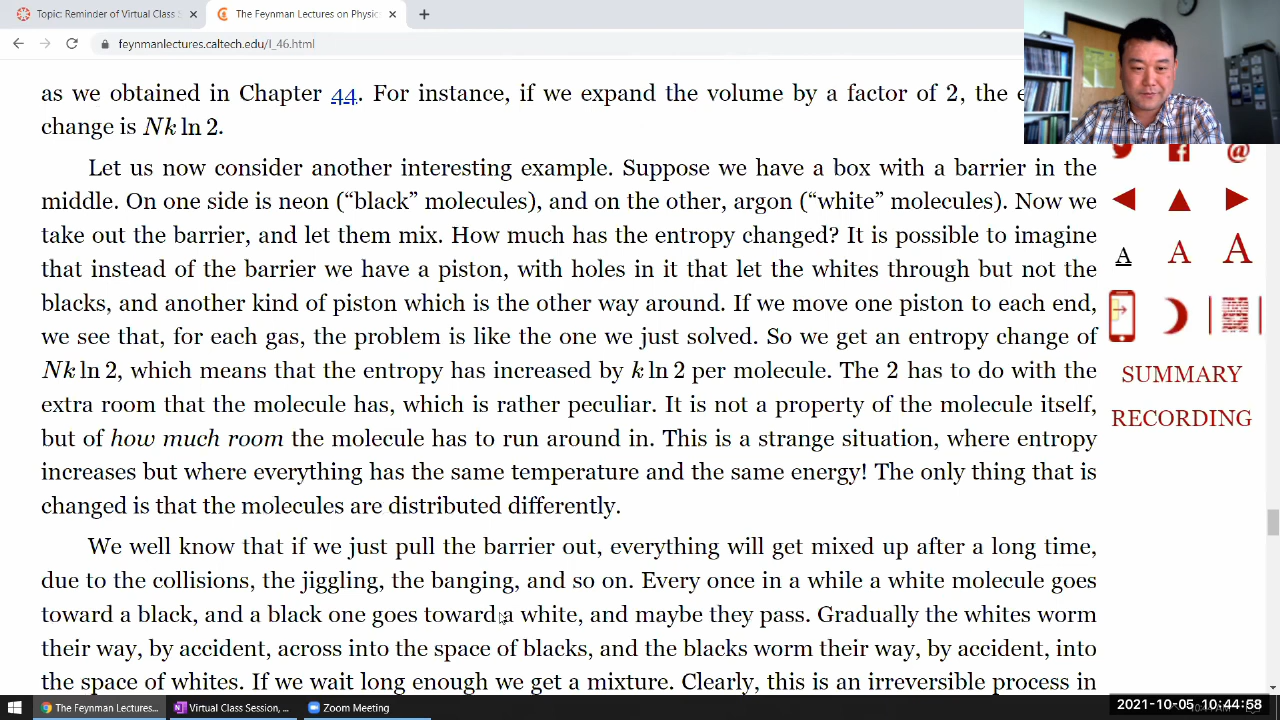 Topic: Reminder of Virtual Class S
The Feynman Lectures on Physic
feynmanlectures.caltech.edu/I_46.html
as we obtained in Chapter 44. For instance, if we expand the volume by a factor of 2, the e
change is Nk ln 2.
Let us now consider another interesting example. Suppose we have a box with a barrier in the
middle. On one side is neon (“black” molecules), and on the other, argon (“white” molecules). Now we
take out the barrier, and let them mix. How much has the entropy changed? It is possible to imagine
that instead of the barrier we have a piston, with holes in it that let the whites through but not the
blacks, and another kind of piston which is the other way around. If we move one piston to each end,
we see that, for each gas, the problem is like the one we just solved. So we get an entropy change of
Nk ln 2, which means that the entropy has increased by k ln 2 per molecule. The 2 has to do with the
extra room that the molecule has, which is rather peculiar. It is not a property of the molecule itself,
but of how much room the molecule has to run around in. This is a strange situation, where entropy
increases but where everything has the same temperature and the same energy! The only thing that is
changed is that the molecules are distributed differently.
We well know that if we just pull the barrier out, everything will get mixed up after a long time,
due to the collisions, the jiggling, the banging, and so on. Every once in a while a white molecule goes
toward a black, and a black one goes toward a white, and maybe they pass. Gradually the whites worm
their way, by accident, across into the space of blacks, and the blacks worm their way, by accident, into
the space of whites. If we wait long enough we get a mixture. Clearly, this is an irreversible process in
A A A
SUMMARY
RECORDING
The Feynman Lectures...
Virtual Class Session, ...
Zoom Meeting
2021-10-05 10:44:58